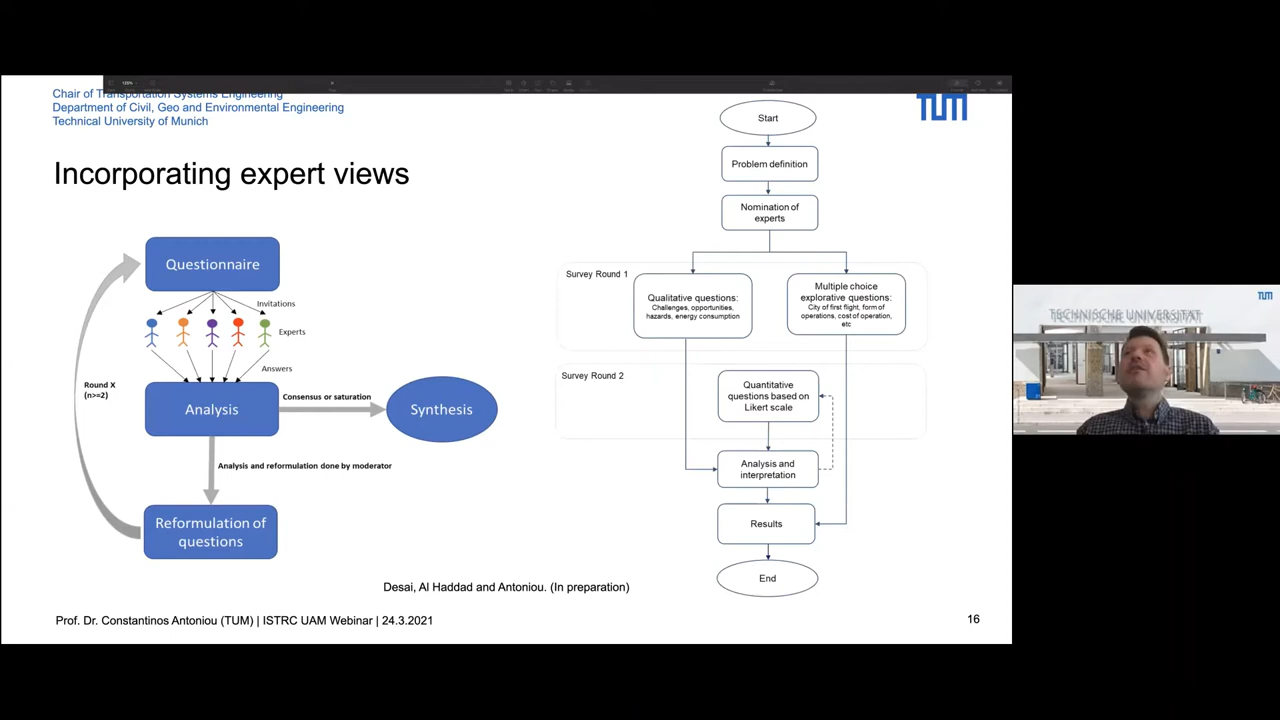 Chair of Transportation Systems Engineering
Department of Civil, Geo and Environmental Engineering
Technical University of Munich
TUM
Incorporating expert views
Questionnaire
Invitations
Experts
Answers
Round X
(n>=2)
Analysis
Consensus or saturation
Synthesis
Analysis and reformulation done by moderator
Reformulation of
questions
Start
Problem definition
Nomination of
experts
Survey Round 1
Qualitative questions:
Challenges, opportunities,
hazards, energy consumption
Multiple choice
explorative questions:
City of first flight, form of
operations, cost of operation,
etc
Survey Round 2
Quantitative
questions based on
Likert scale
Analysis and
interpretation
Results
End
Desai, Al Haddad and Antoniou. (In preparation)
Prof. Dr. Constantinos Antoniou (TUM) | ISTRC UAM Webinar | 24.3.2021
16
TUM
TECHNISCHE UNIVERSITÄT